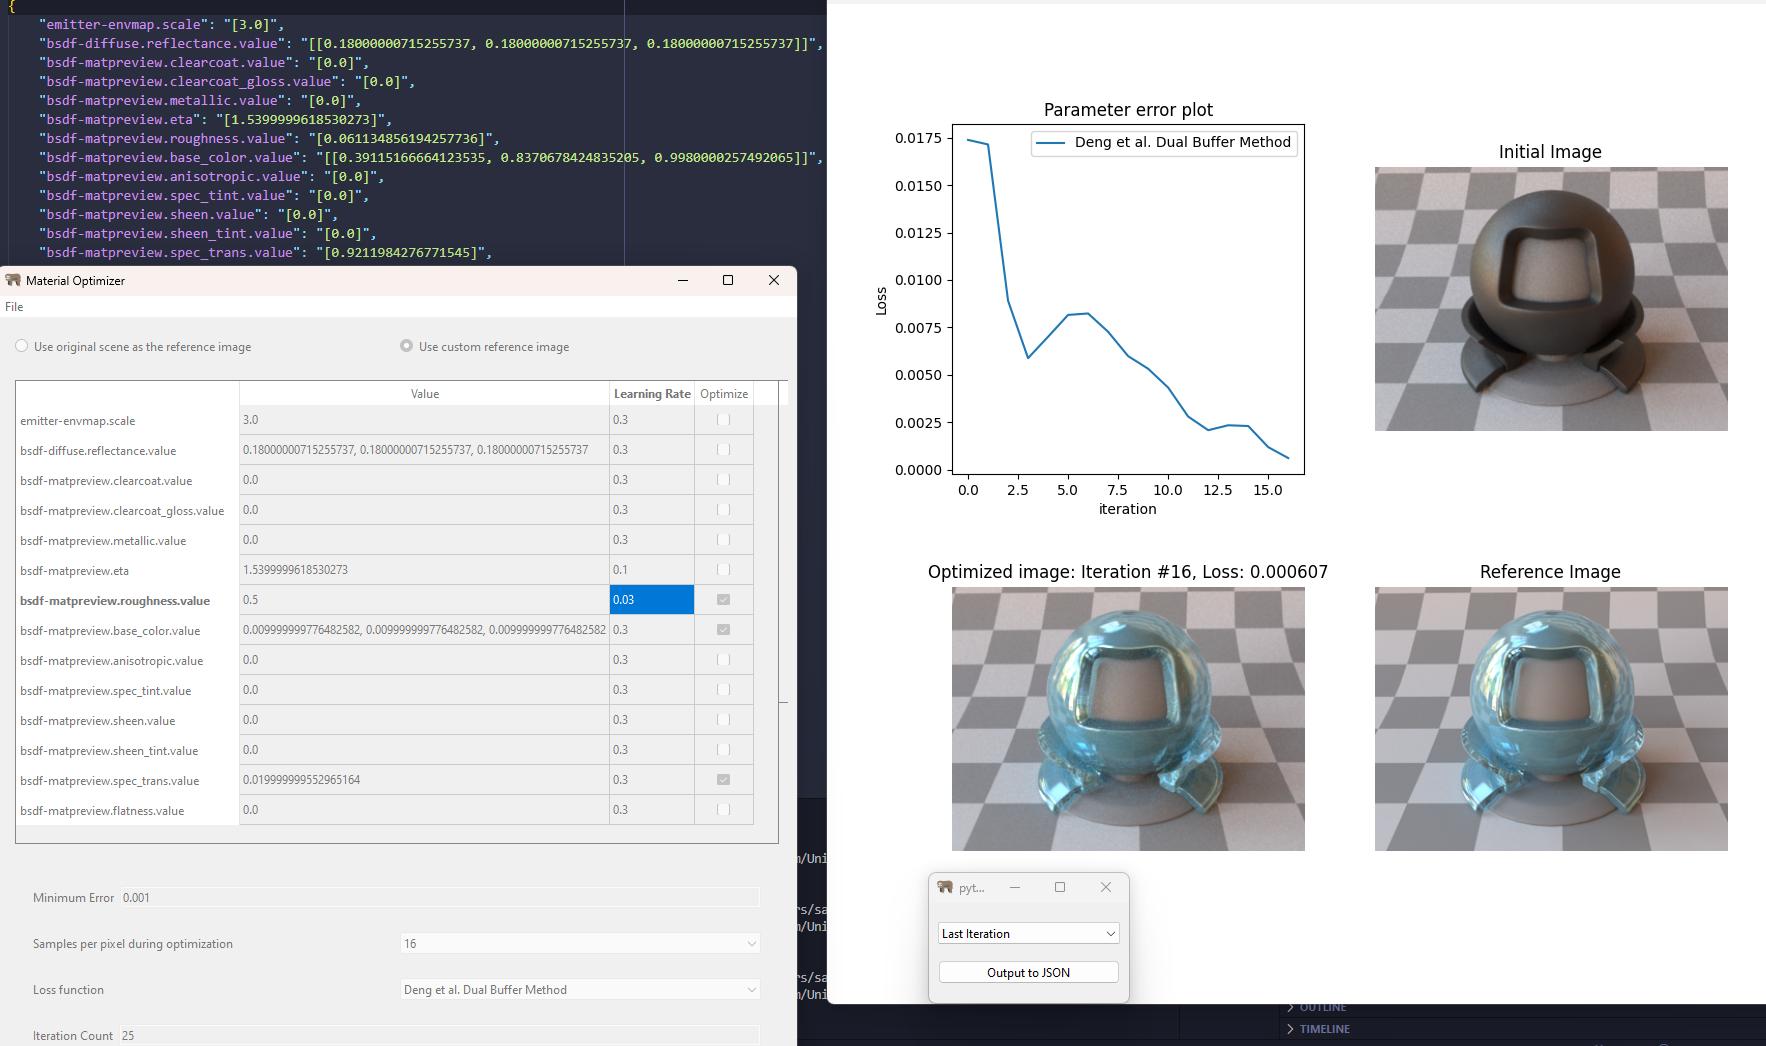 {
"emitter-envmap.scale": "[3.0]",
"bsdf-diffuse.reflectance.value": "[[0.18000000715255737, 0.18000000715255737, 0.18000000715255737]]",
"bsdf-matpreview.clearcoat.value": "[0.0]",
"bsdf-matpreview.clearcoat_gloss.value": "[0.0]",
"bsdf-matpreview.metallic.value": "[0.0]",
"bsdf-matpreview.eta": "[1.5399999618530273]",
"bsdf-matpreview.roughness.value": "[0.061134856194257736]",
"bsdf-matpreview.base_color.value": "[[0.39115166664123535, 0.8370678424835205, 0.9980000257492065]]",
"bsdf-matpreview.anisotropic.value": "[0.0]",
"bsdf-matpreview.spec_tint.value": "[0.0]",
"bsdf-matpreview.sheen.value": "[0.0]",
"bsdf-matpreview.sheen_tint.value": "[0.0]",
"bsdf-matpreview.spec_trans.value": "[0.9211984276771545]",
Material Optimizer
File
Use original scene as the reference image
Use custom reference image
Value Learning Rate Optimize
emitter-envmap.scale 3.0 0.3
bsdf-diffuse.reflectance.value 0.18000000715255737, 0.18000000715255737, 0.18000000715255737 0.3
bsdf-matpreview.clearcoat.value 0.0 0.3
bsdf-matpreview.clearcoat_gloss.value 0.0 0.3
bsdf-matpreview.metallic.value 0.0 0.3
bsdf-matpreview.eta 1.5399999618530273 0.1
bsdf-matpreview.roughness.value 0.5 0.03
bsdf-matpreview.base_color.value 0.009999999776482582, 0.009999999776482582, 0.009999999776482582 0.3
bsdf-matpreview.anisotropic.value 0.0 0.3
bsdf-matpreview.spec_tint.value 0.0 0.3
bsdf-matpreview.sheen.value 0.0 0.3
bsdf-matpreview.sheen_tint.value 0.0 0.3
bsdf-matpreview.spec_trans.value 0.019999999552965164 0.3
bsdf-matpreview.flatness.value 0.0 0.3
Minimum Error 0.001
Samples per pixel during optimization 16
Loss function Deng et al. Dual Buffer Method
Iteration Count 25
m/Uni
rs/sa
m/Uni
rs/sa
m/Uni
Parameter error plot
Deng et al. Dual Buffer Method
0.0175
0.0150
0.0125
0.0100
0.0075
0.0050
0.0025
0.0000
Loss
0.0 2.5 5.0 7.5 10.0 12.5 15.0
iteration
Initial Image
Optimized image: Iteration #16, Loss: 0.000607
Reference Image
pyt...
Last Iteration
Output to JSON
OUTLINE
TIMELINE